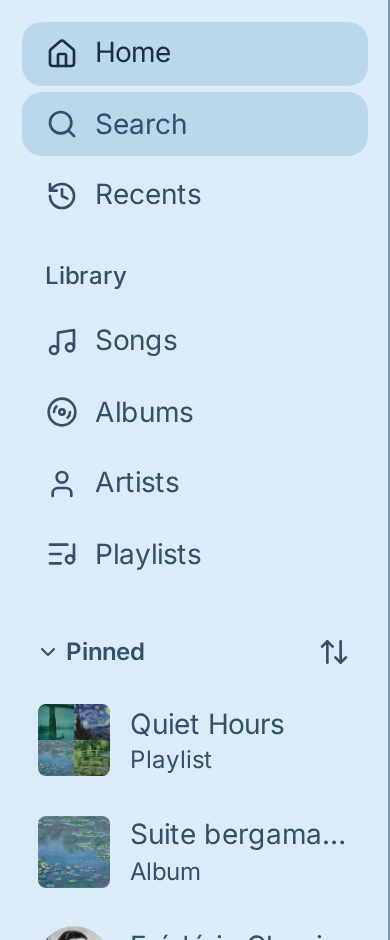 Home
Search
Recents
Library
Songs
Albums
Artists
Playlists
Pinned
Quiet Hours
Playlist
Suite bergama...
Album